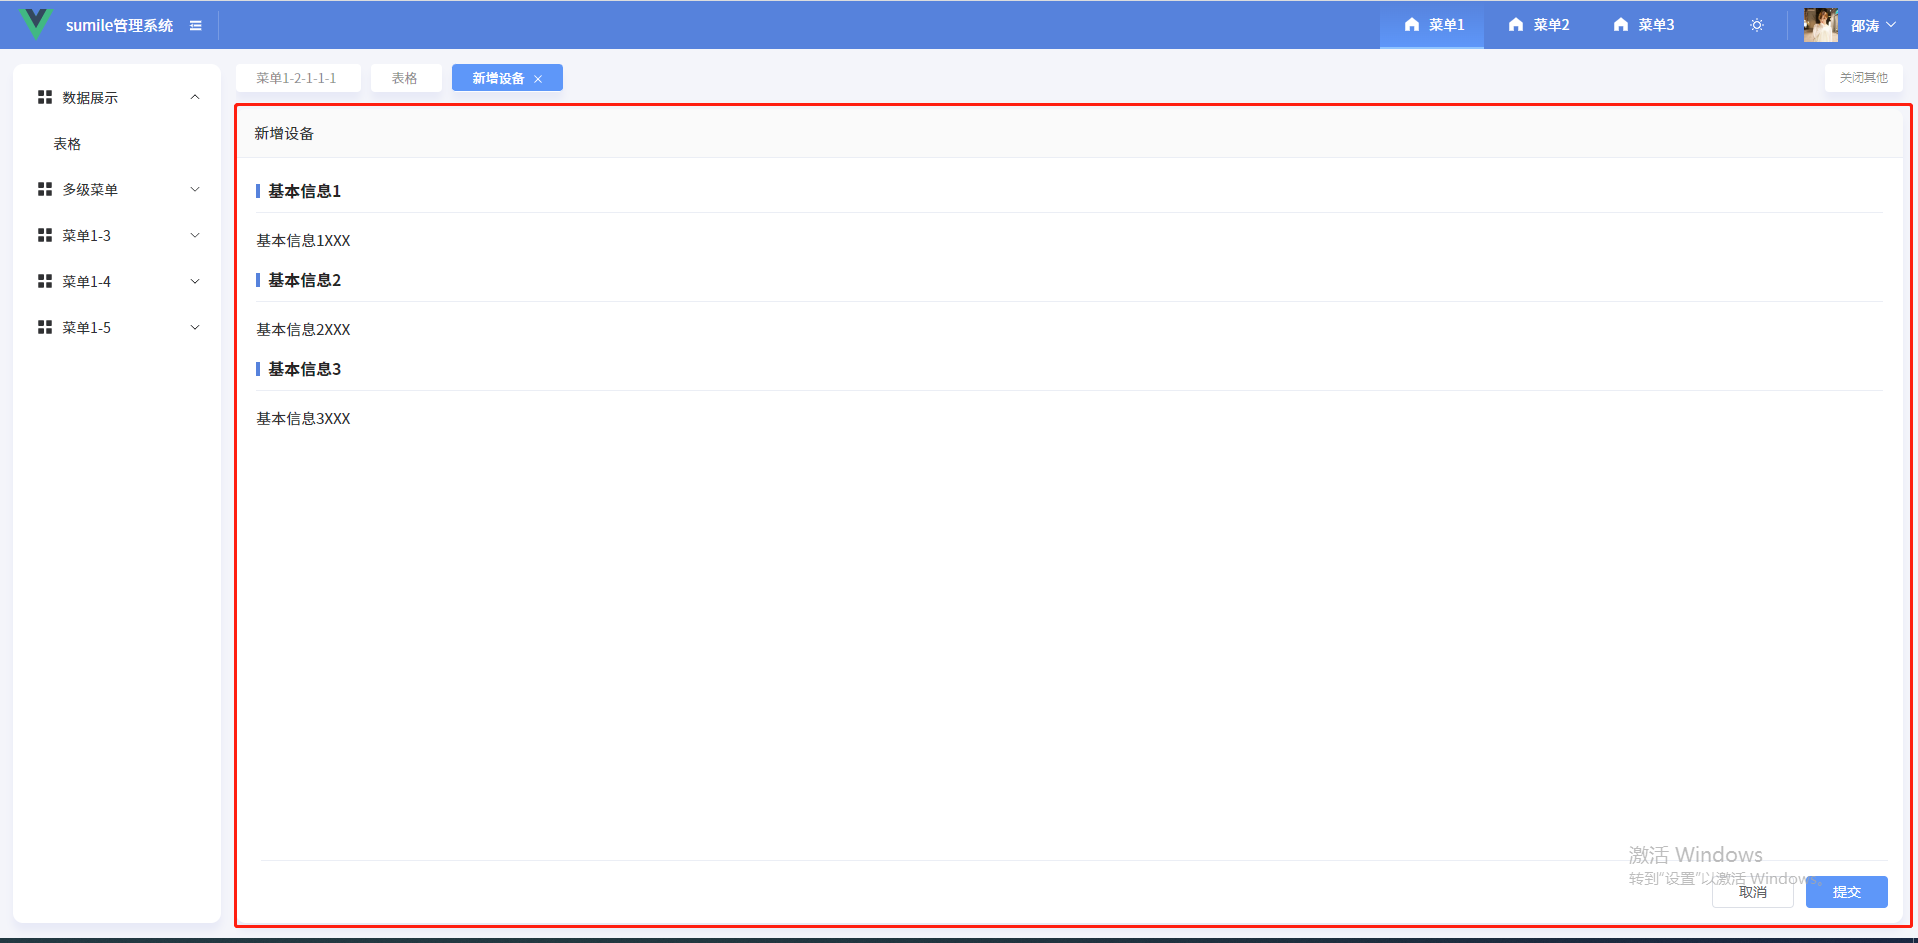 sumile管理系统
菜单1
菜单2
菜单3
邵涛
数据展示
表格
多级菜单
菜单1-3
菜单1-4
菜单1-5
菜单1-2-1-1-1
表格
新增设备
关闭其他
新增设备
基本信息1
基本信息1XXX
基本信息2
基本信息2XXX
基本信息3
基本信息3XXX
激活 Windows
转到"设置"以激活 Windows。
取消
提交